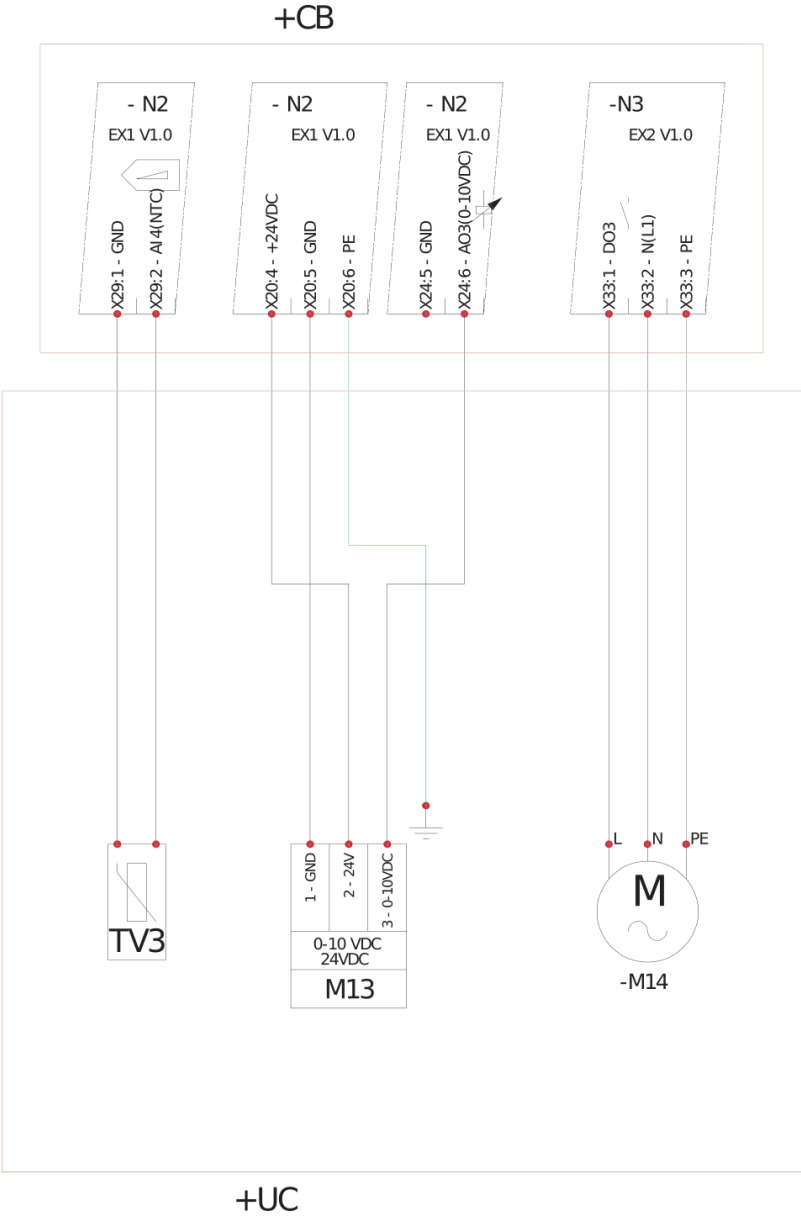 +CB
- N2
EX1 V1.0
X29:1 - GND
X29:2 - AI4(NTC)
- N2
EX1 V1.0
X20:4 - +24VDC
X20:5 - GND
X20:6 - PE
- N2
EX1 V1.0
X24:5 - GND
X24:6 - AO3(0-10VDC)
-N3
EX2 V1.0
X33:1 - DO3
X33:2 - N(L1)
X33:3 - PE
TV3
1 - GND
2 - 24V
3 - 0-10VDC
0-10 VDC
24VDC
M13
L
N
PE
M
-M14
+UC